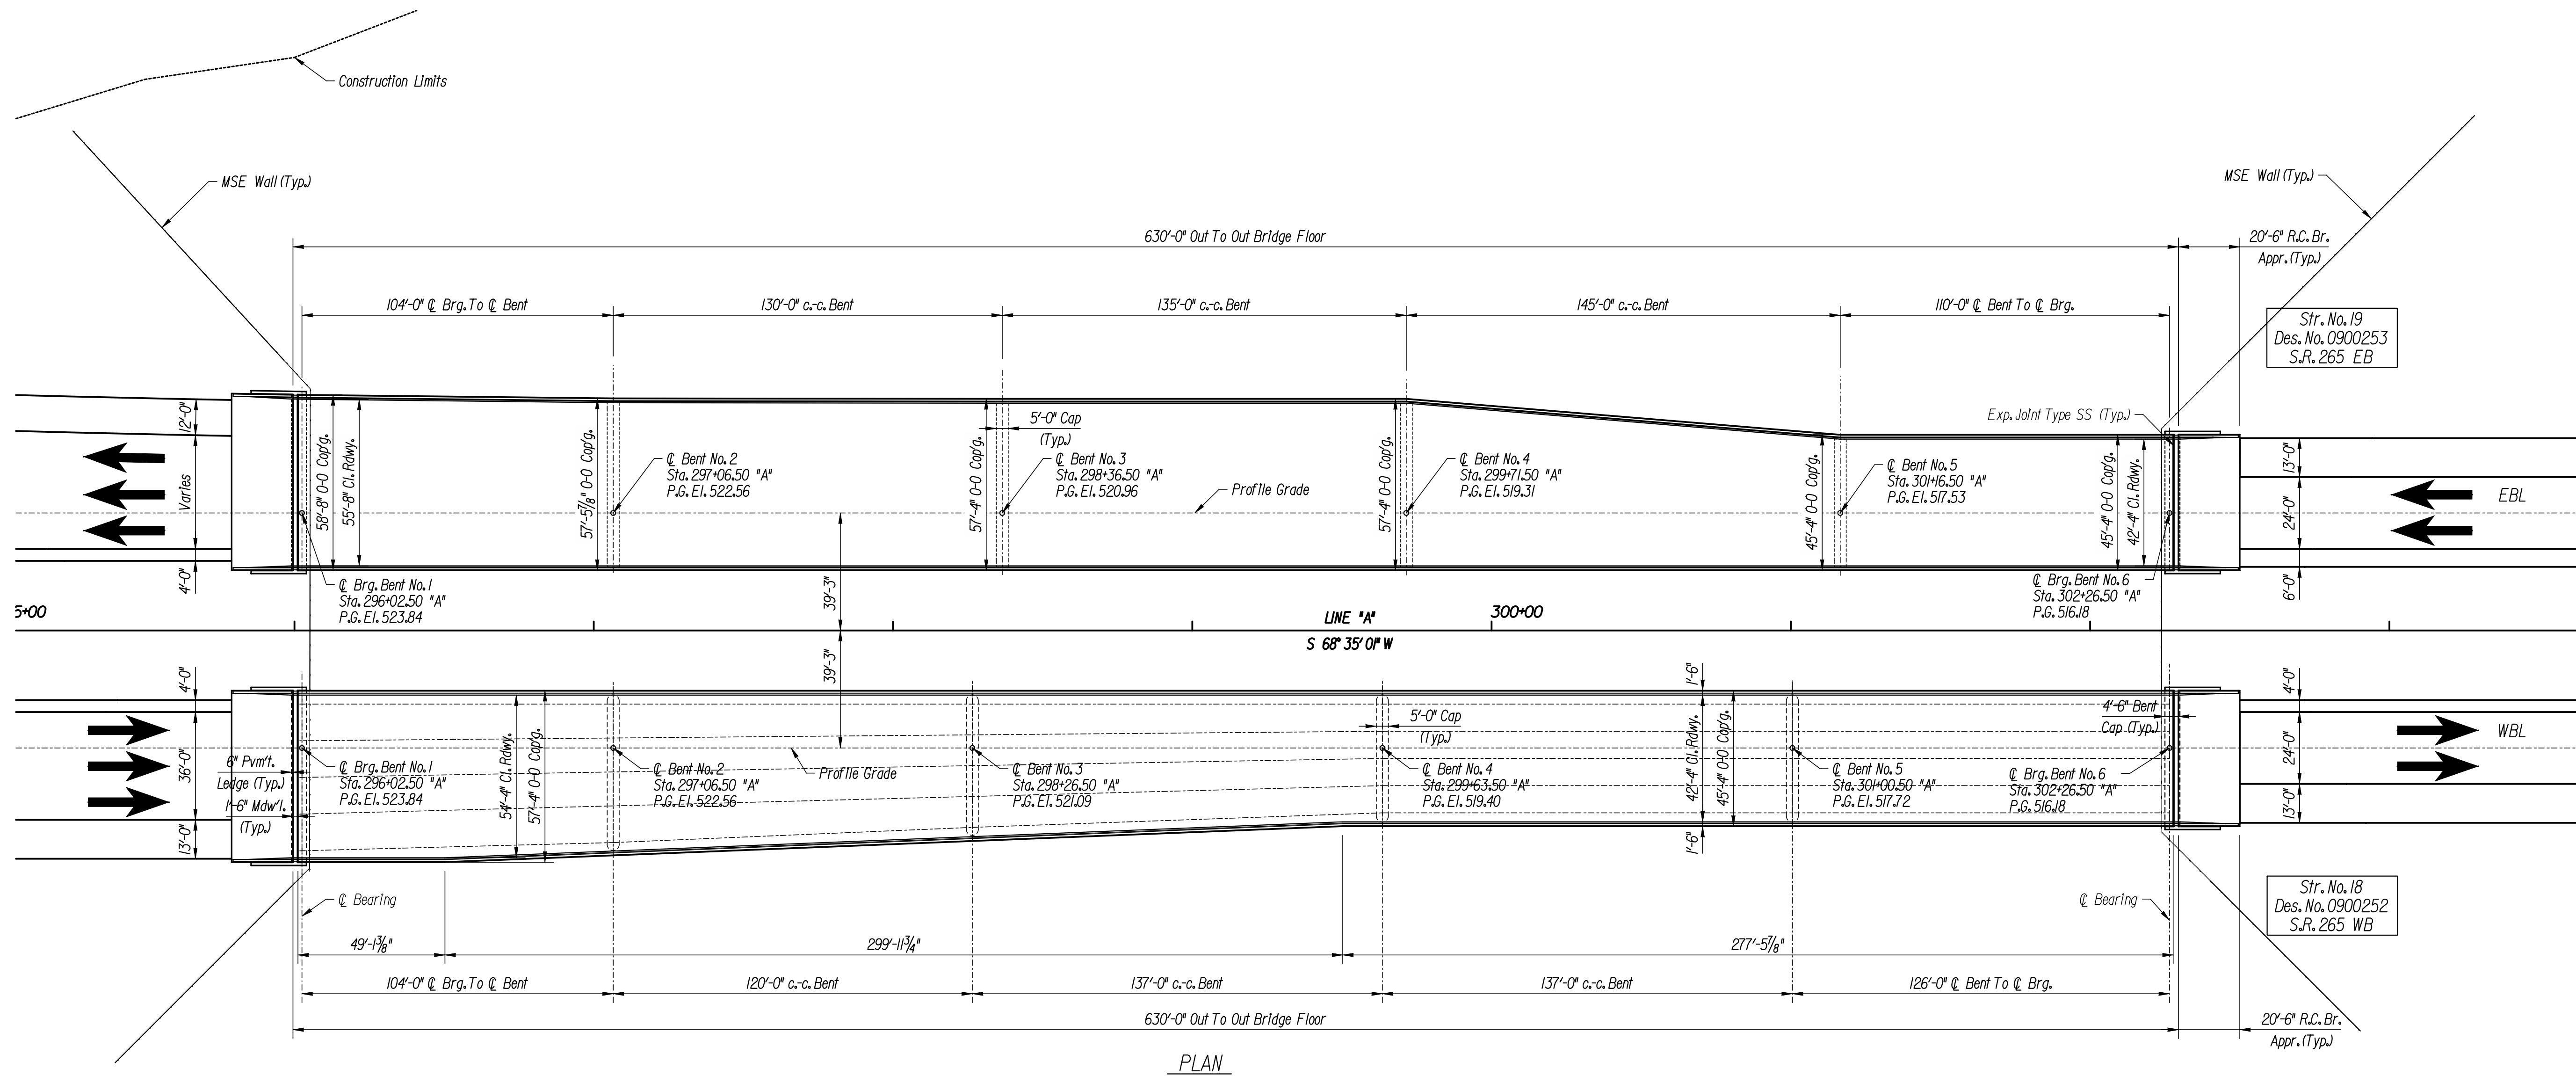 Construction Limits
MSE Wall (Typ.)
MSE Wall (Typ.)
630'-0" Out To Out Bridge Floor
20'-6" R.C. Br.
Appr. (Typ.)
104'-0" ℄ Brg. To ℄ Bent
130'-0" c.-c. Bent
135'-0" c.-c. Bent
145'-0" c.-c. Bent
110'-0" ℄ Bent To ℄ Brg.
Str. No. 19
Des. No. 0900253
S.R. 265 EB
12'-0"
Varies
4'-0"
58'-8" O-O Cop'g.
55'-8" Cl. Rdwy.
57'-5⅞" O-O Cop'g.
℄ Bent No. 2
Sta. 297+06.50 "A"
P.G. El. 522.56
57'-4" O-O Cop'g.
5'-0" Cap
(Typ.)
℄ Bent No. 3
Sta. 298+36.50 "A"
P.G. El. 520.96
Profile Grade
57'-4" O-O Cop'g.
℄ Bent No. 4
Sta. 299+71.50 "A"
P.G. El. 519.31
45'-4" O-O Cop'g.
℄ Bent No. 5
Sta. 301+16.50 "A"
P.G. El. 517.53
Exp. Joint Type SS (Typ.)
45'-4" O-O Cop'g.
42'-4" Cl. Rdwy.
13'-0"
24'-0"
6'-0"
EBL
℄ Brg. Bent No. 1
Sta. 296+02.50 "A"
P.G. El. 523.84
39'-3"
℄ Brg. Bent No. 6
Sta. 302+26.50 "A"
P.G. 516.18
5+00
LINE "A"
300+00
S 68° 35' 01" W
39'-3"
4'-0"
36'-0"
13'-0"
6" Pvm't.
Ledge (Typ.)
1'-6" Mdw'l.
(Typ.)
℄ Brg. Bent No. 1
Sta. 296+02.50 "A"
P.G. El. 523.84
54'-4" Cl. Rdwy.
57'-4" O-O Cop'g.
℄ Bent No. 2
Sta. 297+06.50 "A"
P.G. El. 522.56
Profile Grade
℄ Bent No. 3
Sta. 298+26.50 "A"
P.G. El. 521.09
5'-0" Cap
(Typ.)
℄ Bent No. 4
Sta. 299+63.50 "A"
P.G. El. 519.40
1'-6"
42'-4" Cl. Rdwy.
45'-4" O-O Cop'g.
1'-6"
℄ Bent No. 5
Sta. 301+00.50 "A"
P.G. El. 517.72
4'-6" Bent
Cap (Typ.)
℄ Brg. Bent No. 6
Sta. 302+26.50 "A"
P.G. 516.18
4'-0"
24'-0"
13'-0"
WBL
℄ Bearing
℄ Bearing
Str. No. 18
Des. No. 0900252
S.R. 265 WB
49'-1⅜"
299'-11¾"
277'-5⅞"
104'-0" ℄ Brg. To ℄ Bent
120'-0" c.-c. Bent
137'-0" c.-c. Bent
137'-0" c.-c. Bent
126'-0" ℄ Bent To ℄ Brg.
630'-0" Out To Out Bridge Floor
20'-6" R.C. Br.
Appr. (Typ.)
PLAN